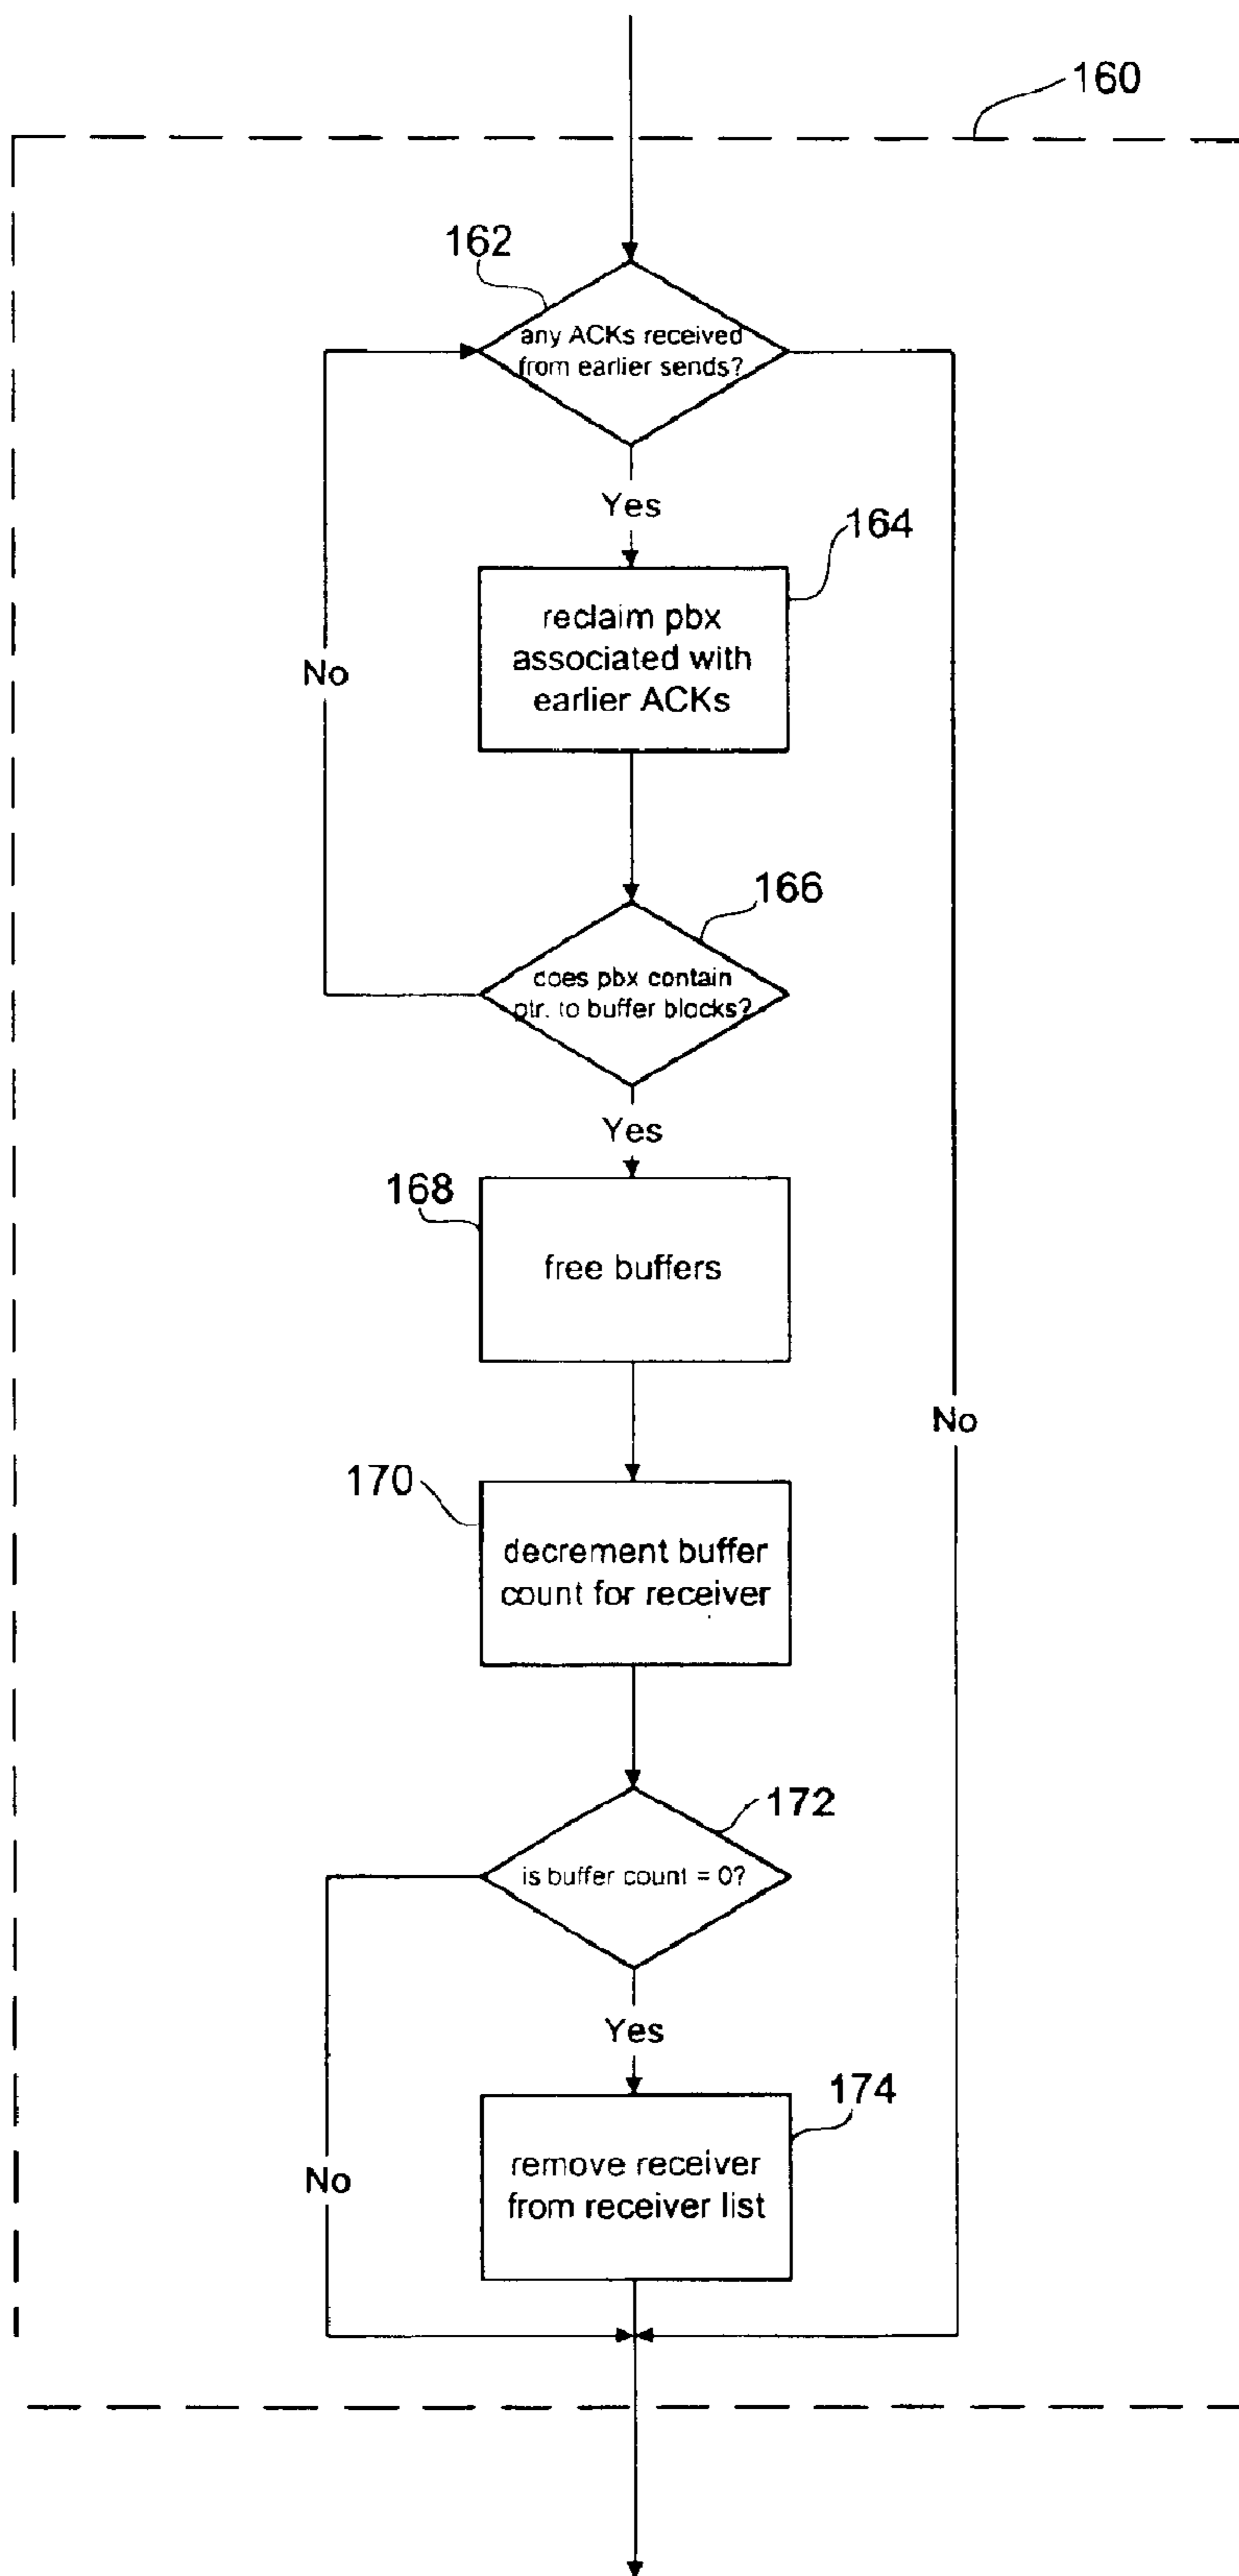 160
162
any ACKs received
from earlier sends?
Yes
164
reclaim pbx
associated with
earlier ACKs
No
166
does pbx contain
ptr. to buffer blocks?
Yes
168
free buffers
No
170
decrement buffer
count for receiver
172
is buffer count = 0?
Yes
174
remove receiver
from receiver list
No